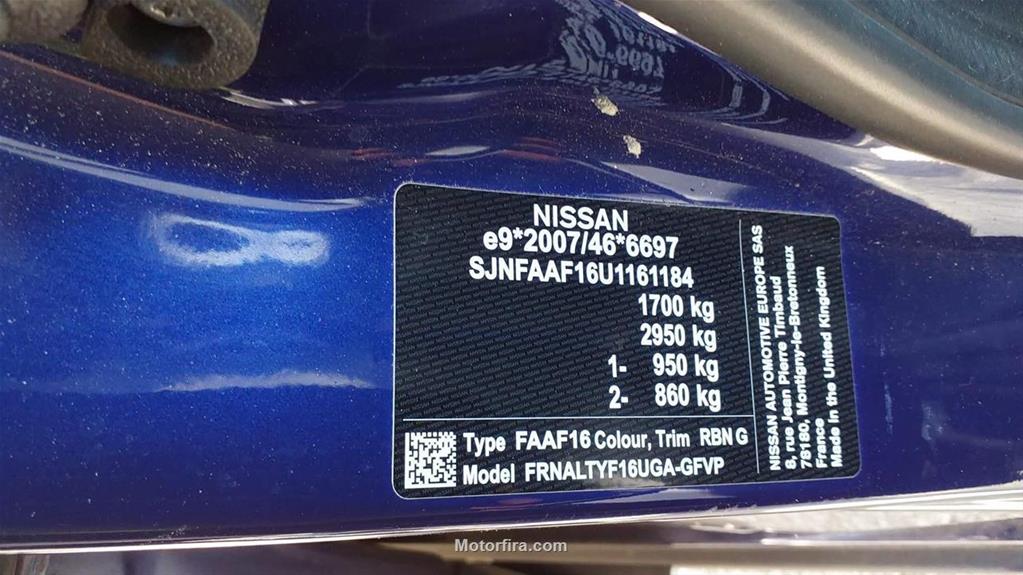 NISSAN
e9*2007/46*6697
SJNFAAF16U1161184
1700 kg
2950 kg
1- 950 kg
2- 860 kg
Type FAAF16 Colour, Trim RBN G
Model FRNALTYF16UGA-GFVP
NISSAN AUTOMOTIVE EUROPE SAS
8, rue Jean Pierre Timbaud
78180, Montigny-le-Bretonneux
France
Made in the United Kingdom
Motorfira.com